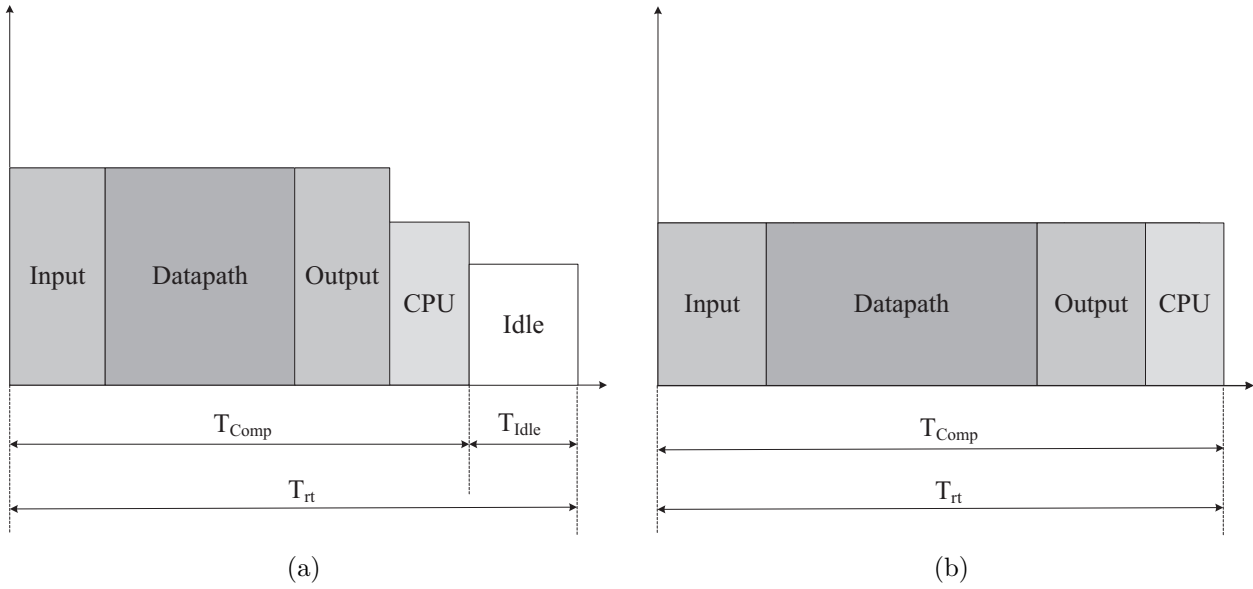 Input
Datapath
Output
CPU
Idle
T_Comp
T_Idle
T_rt
(a)
Input
Datapath
Output
CPU
T_Comp
T_rt
(b)